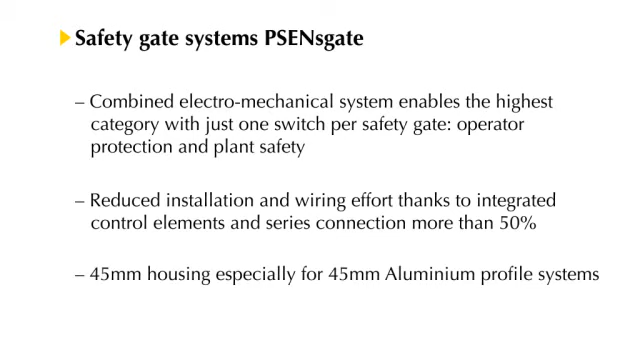 Safety gate systems PSENsgate
– Combined electro-mechanical system enables the highest
category with just one switch per safety gate: operator
protection and plant safety
– Reduced installation and wiring effort thanks to integrated
control elements and series connection more than 50%
– 45mm housing especially for 45mm Aluminium profile systems